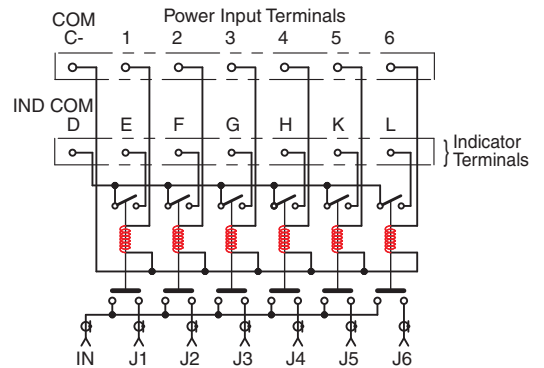 COM Power Input Terminals
C- 1 2 3 4 5 6
IND COM
D E F G H K L
Indicator
Terminals
IN J1 J2 J3 J4 J5 J6